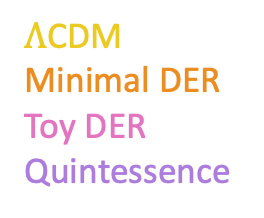 ΛCDM
Minimal DER
Toy DER
Quintessence